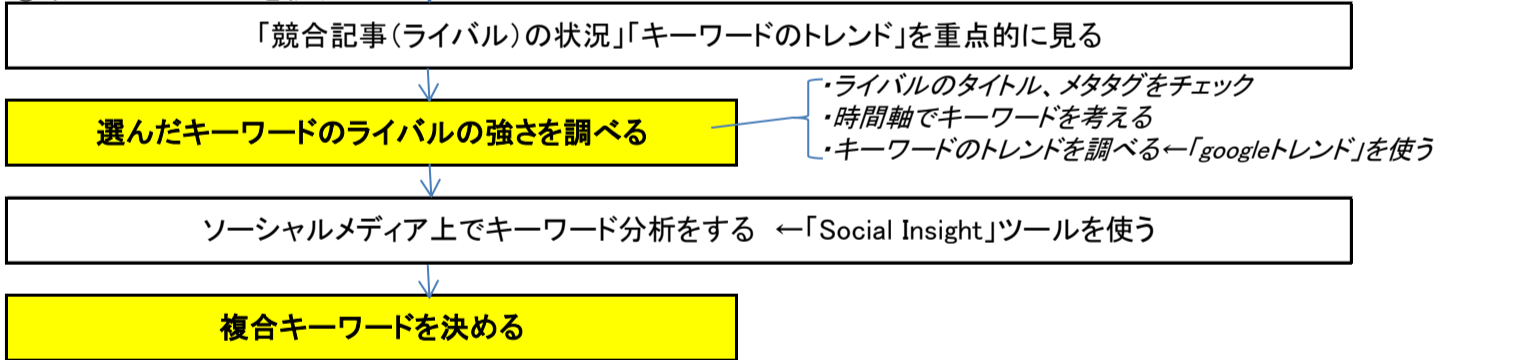 「競合記事（ライバル）の状況」「キーワードのトレンド」を重点的に見る
・ライバルのタイトル、メタタグをチェック
選んだキーワードのライバルの強さを調べる
・時間軸でキーワードを考える
・キーワードのトレンドを調べる←「googleトレンド」を使う
ソーシャルメディア上でキーワード分析をする　←「Social Insight」ツールを使う
複合キーワードを決める